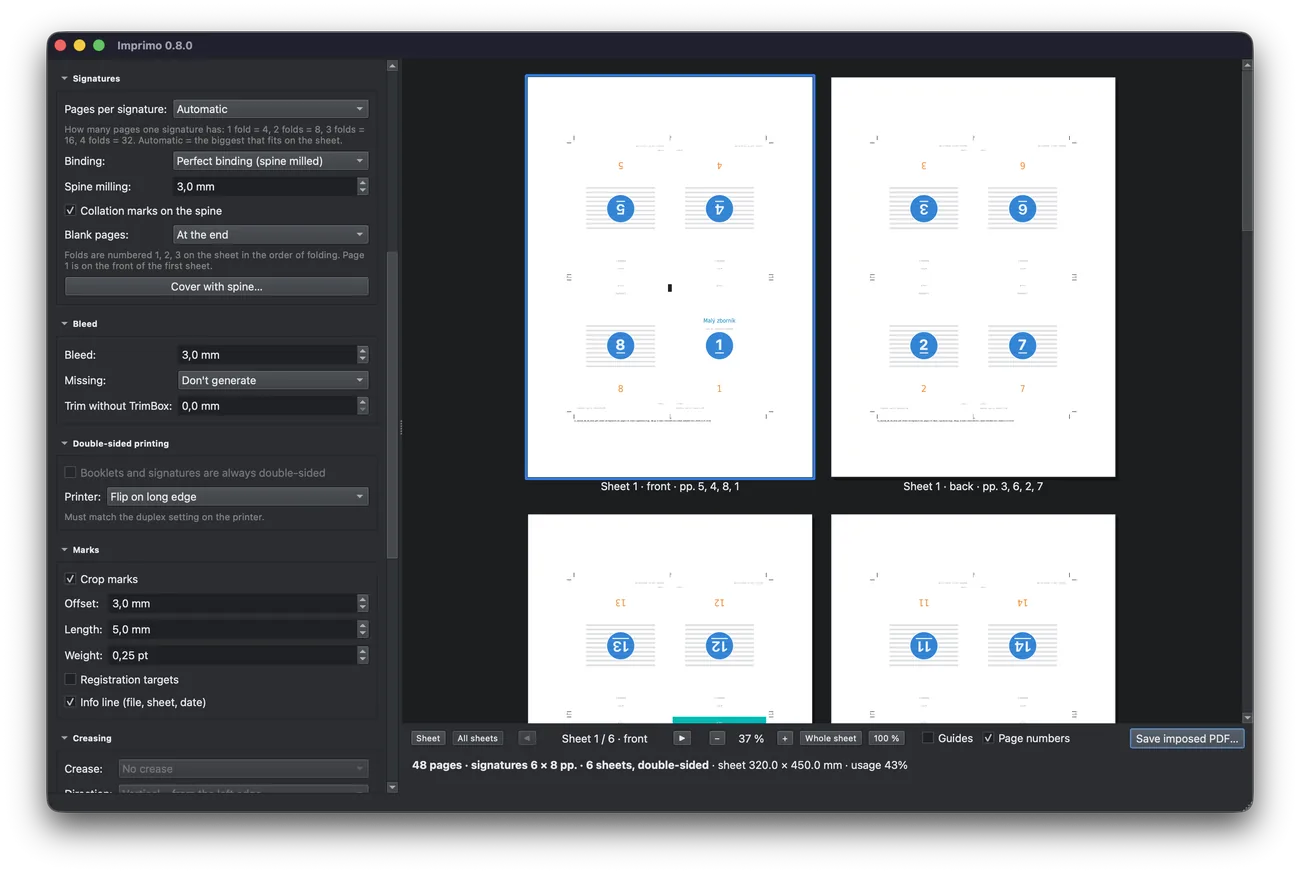 Imprimo 0.8.0
Signatures
Pages per signature: Automatic
How many pages one signature has: 1 fold = 4, 2 folds = 8, 3 folds =
16, 4 folds = 32. Automatic = the biggest that fits on the sheet.
Binding: Perfect binding (spine milled)
Spine milling: 3,0 mm
Collation marks on the spine
Blank pages: At the end
Folds are numbered 1, 2, 3 on the sheet in the order of folding. Page
1 is on the front of the first sheet.
Cover with spine...
Bleed
Bleed: 3,0 mm
Missing: Don't generate
Trim without TrimBox: 0,0 mm
Double-sided printing
Booklets and signatures are always double-sided
Printer: Flip on long edge
Must match the duplex setting on the printer.
Marks
Crop marks
Offset: 3,0 mm
Length: 5,0 mm
Weight: 0,25 pt
Registration targets
Info line (file, sheet, date)
Creasing
Crease: No crease
Direction: Vertical – from the left edge
5 4
5 4
Malý zborník
8 1
8 1
Sheet 1 · front · pp. 5, 4, 8, 1
3 6
3 6
2 7
2 7
Sheet 1 · back · pp. 3, 6, 2, 7
13 12
13 12
11 14
11 14
Sheet All sheets ◀ Sheet 1 / 6 · front ▶ − 37 % + Whole sheet 100 % Guides Page numbers Save imposed PDF...
48 pages · signatures 6 × 8 pp. · 6 sheets, double-sided · sheet 320.0 × 450.0 mm · usage 43%